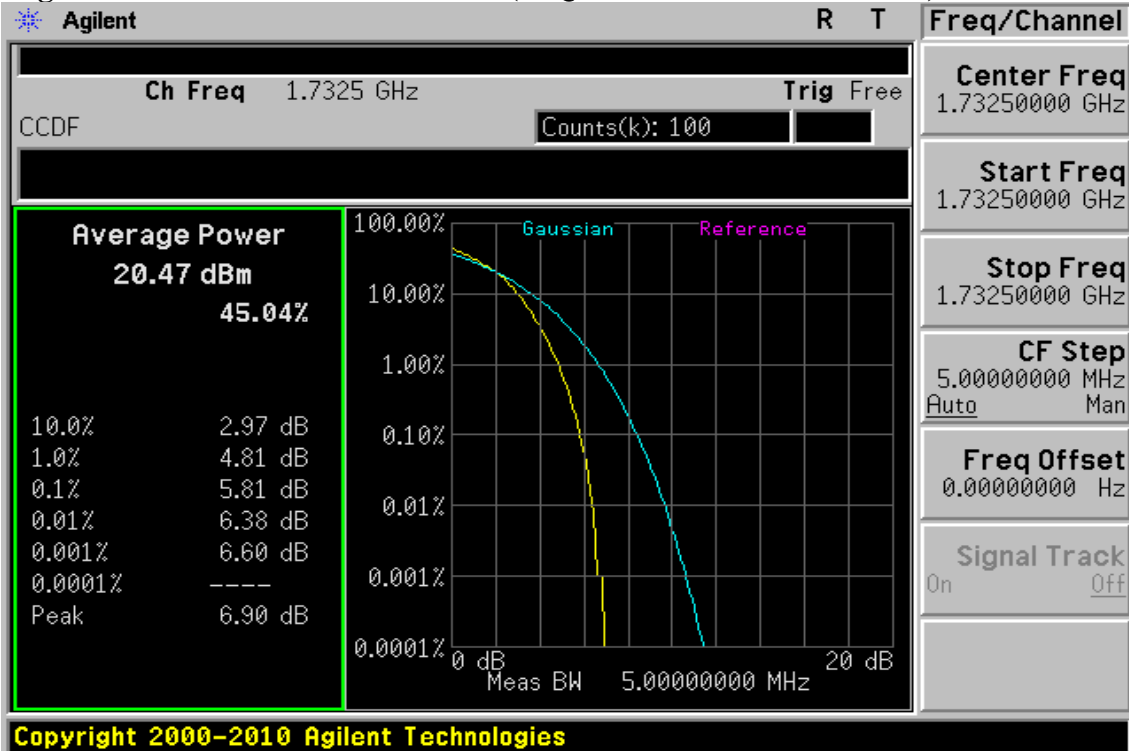 Agilent R T
Ch Freq 1.7325 GHz Trig Free
CCDF Counts(k): 100
Average Power
20.47 dBm
45.04%
10.0% 2.97 dB
1.0% 4.81 dB
0.1% 5.81 dB
0.01% 6.38 dB
0.001% 6.60 dB
0.0001% ----
Peak 6.90 dB
Gaussian Reference
100.00%
10.00%
1.00%
0.10%
0.01%
0.001%
0.0001%
0 dB 20 dB
Meas BW 5.00000000 MHz
Freq/Channel
Center Freq
1.73250000 GHz
Start Freq
1.73250000 GHz
Stop Freq
1.73250000 GHz
CF Step
5.00000000 MHz
Auto Man
Freq Offset
0.00000000 Hz
Signal Track
On Off
Copyright 2000-2010 Agilent Technologies